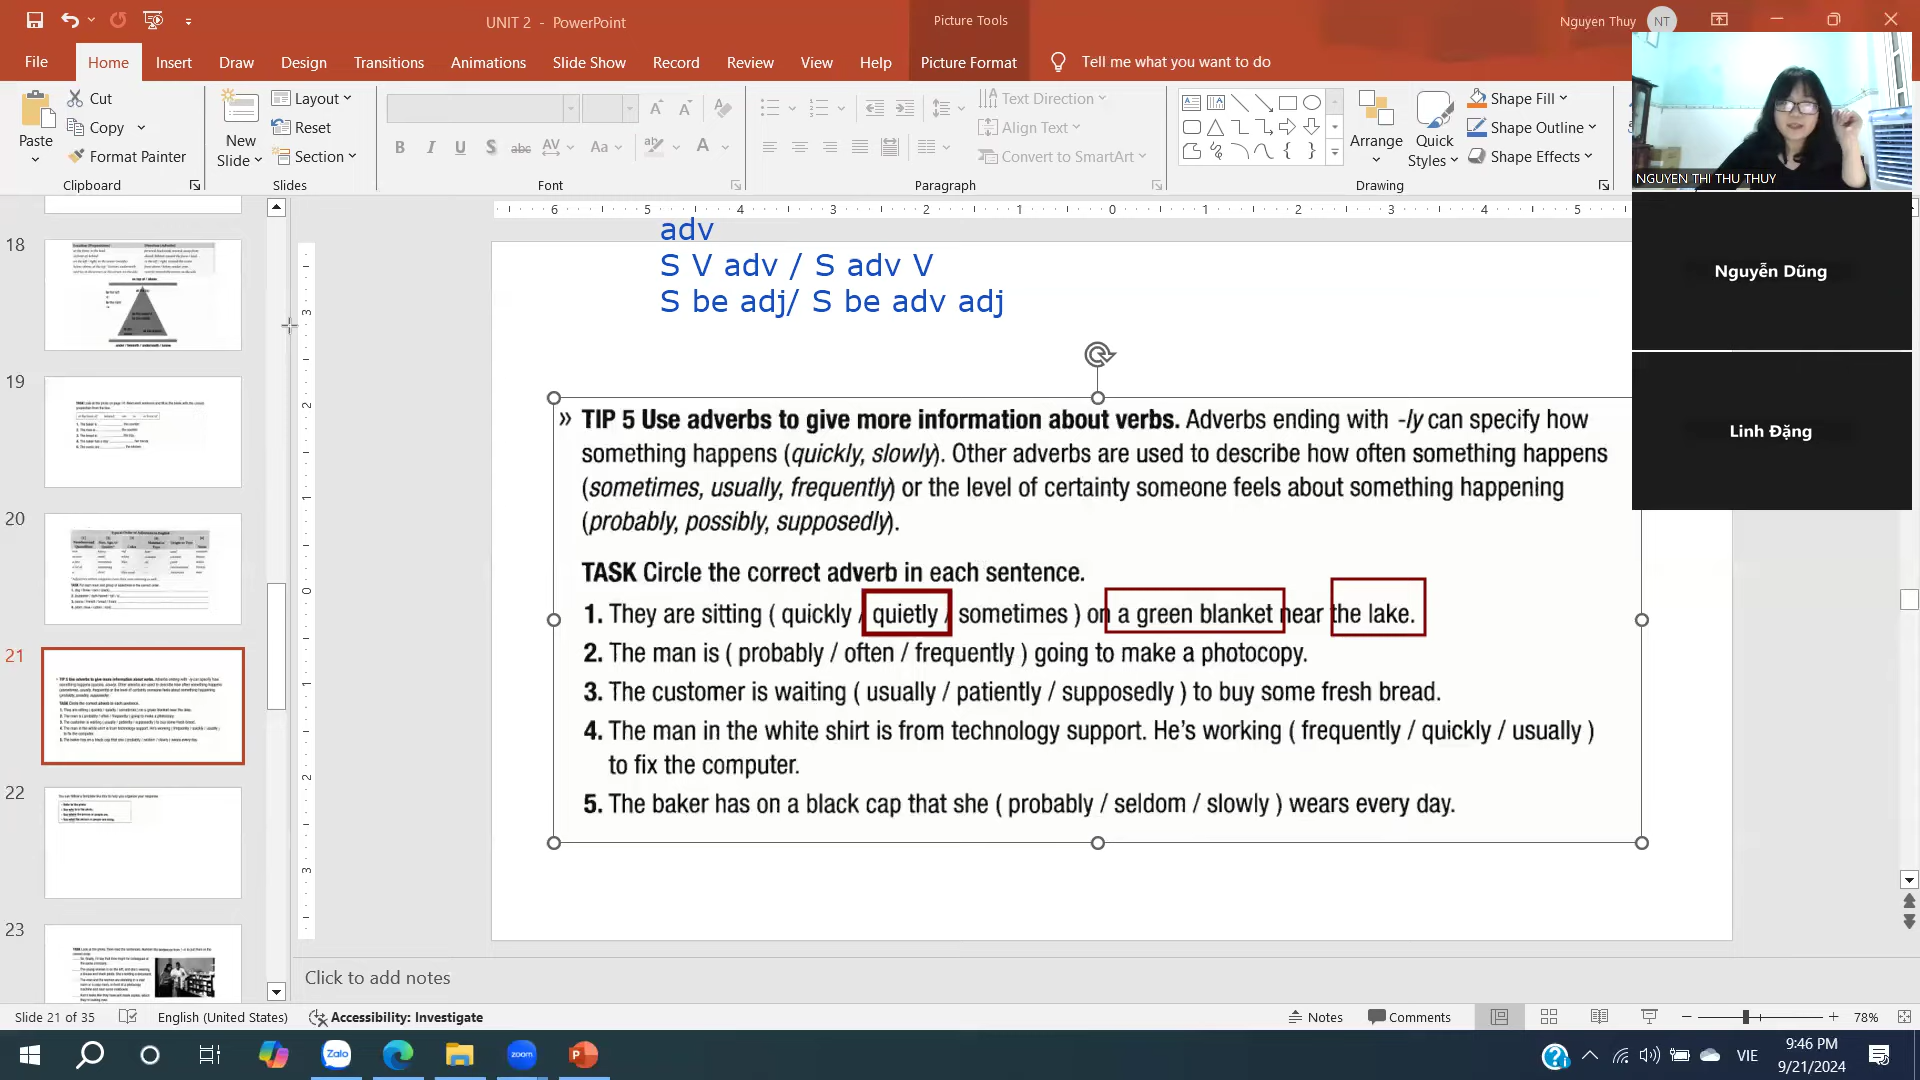 UNIT 2 - PowerPoint
Picture Tools
Nguyen Thuy
NT
File
Home
Insert
Draw
Design
Transitions
Animations
Slide Show
Record
Review
View
Help
Picture Format
Tell me what you want to do
Paste
Cut
Copy
Format Painter
Clipboard
New Slide
Layout
Reset
Section
Slides
Font
Text Direction
Align Text
Convert to SmartArt
Paragraph
Arrange
Quick Styles
Shape Fill
Shape Outline
Shape Effects
Drawing
NGUYEN THI THU THUY
Nguyễn Dũng
Linh Đặng
18
19
20
21
22
23
adv
S V adv / S adv V
S be adj/ S be adv adj
» TIP 5 Use adverbs to give more information about verbs. Adverbs ending with -ly can specify how
something happens (quickly, slowly). Other adverbs are used to describe how often something happens
(sometimes, usually, frequently) or the level of certainty someone feels about something happening
(probably, possibly, supposedly).
TASK Circle the correct adverb in each sentence.
1. They are sitting ( quickly / quietly / sometimes ) on a green blanket near the lake.
2. The man is ( probably / often / frequently ) going to make a photocopy.
3. The customer is waiting ( usually / patiently / supposedly ) to buy some fresh bread.
4. The man in the white shirt is from technology support. He's working ( frequently / quickly / usually )
to fix the computer.
5. The baker has on a black cap that she ( probably / seldom / slowly ) wears every day.
Click to add notes
Slide 21 of 35
English (United States)
Accessibility: Investigate
Notes
Comments
78%
Zalo
zoom
VIE
9:46 PM
9/21/2024